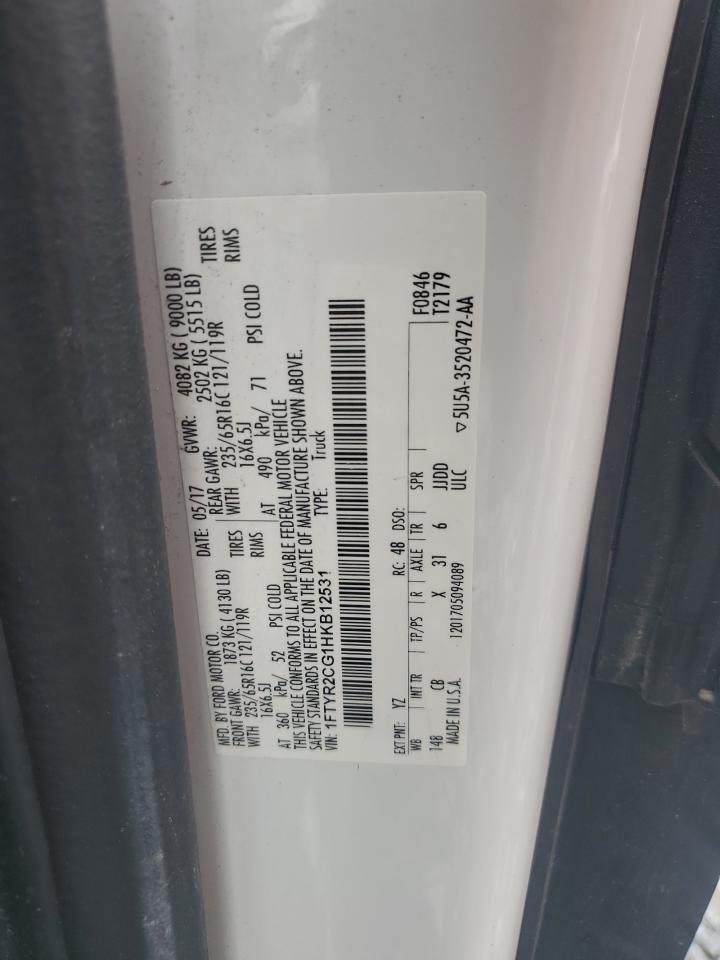 MFD. BY FORD MOTOR CO.
DATE: 05/17 GVWR: 4082 KG ( 9000 LB)
FRONT GAWR: 1873 KG ( 4130 LB) REAR GAWR: 2502 KG ( 5515 LB)
WITH 235/65R16C 121/119R TIRES WITH 235/65R16C 121/119R TIRES
16X6.5J RIMS 16X6.5J RIMS
AT 360 kPa/ 52 PSI COLD AT 490 kPa/ 71 PSI COLD
THIS VEHICLE CONFORMS TO ALL APPLICABLE FEDERAL MOTOR VEHICLE
SAFETY STANDARDS IN EFFECT ON THE DATE OF MANUFACTURE SHOWN ABOVE.
VIN: 1FTYR2CG1HKB12531 TYPE: Truck
EXT PNT: YZ RC: 48 DSO: F0846
WB INT TR TP/PS R AXLE TR SPR T2179
148 CB X 31 6 JJDD
MADE IN U.S.A. 1201705094089 ULC
▽ 5U5A-3520472-AA